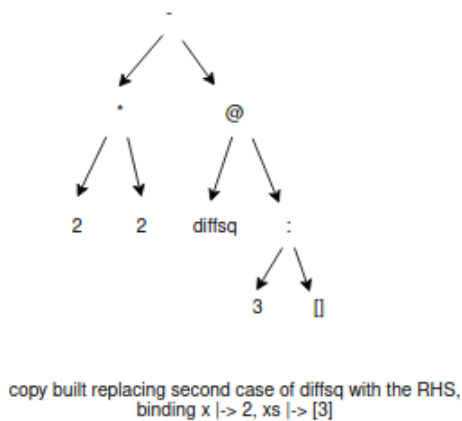 -
* @
2 2 diffsq :
3 []
copy built replacing second case of diffsq with the RHS,
binding x |-> 2, xs |-> [3]